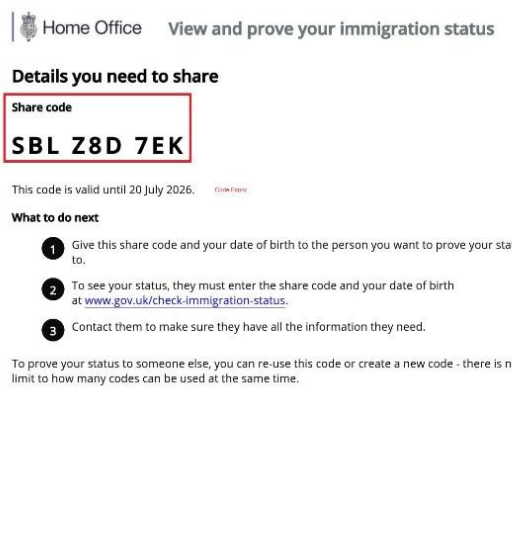 Home Office View and prove your immigration status
Details you need to share
Share code
SBL Z8D 7EK
This code is valid until 20 July 2026. Code Expiry
What to do next
1 Give this share code and your date of birth to the person you want to prove your sta
to.
2 To see your status, they must enter the share code and your date of birth
at www.gov.uk/check-immigration-status.
3 Contact them to make sure they have all the information they need.
To prove your status to someone else, you can re-use this code or create a new code - there is n
limit to how many codes can be used at the same time.